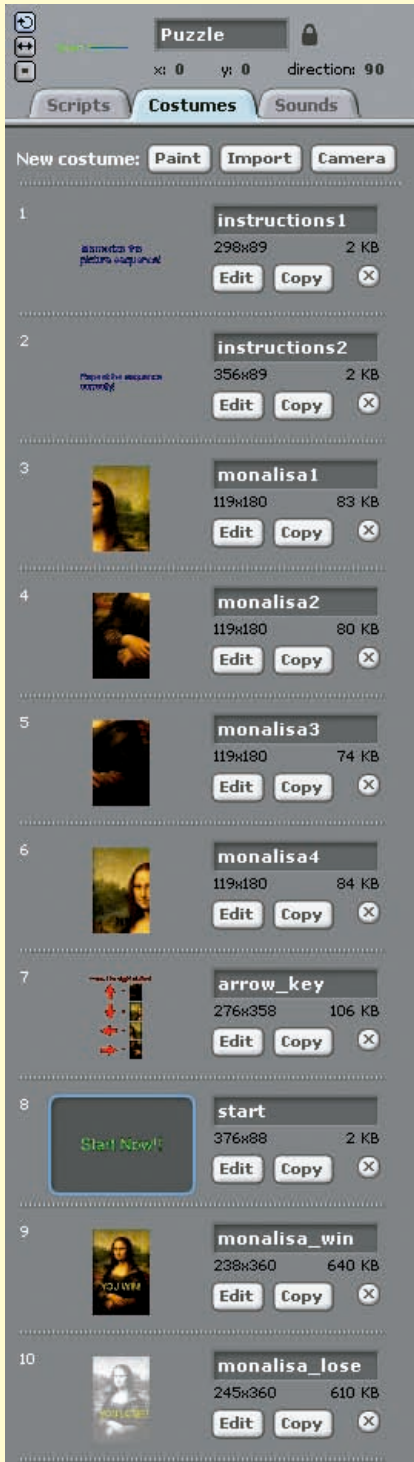 Puzzle
x: 0 y: 0 direction: 90
Scripts Costumes Sounds
New costume: Paint Import Camera
1 instructions1
picture sequence!
298x89 2 KB
Edit Copy
2 instructions2
356x89 2 KB
Edit Copy
3 monalisa1
119x180 83 KB
Edit Copy
4 monalisa2
119x180 80 KB
Edit Copy
5 monalisa3
119x180 74 KB
Edit Copy
6 monalisa4
119x180 84 KB
Edit Copy
7 arrow_key
276x358 106 KB
Edit Copy
8 start
Start Now!!
376x88 2 KB
Edit Copy
9 monalisa_win
YOU WIN!
238x360 640 KB
Edit Copy
10 monalisa_lose
245x360 610 KB
Edit Copy